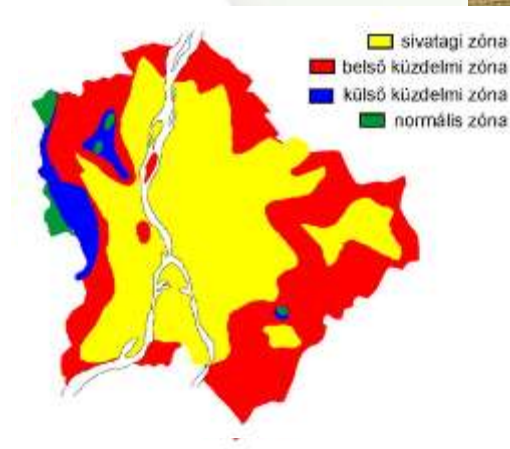 sivatagi zóna
belső küzdelmi zóna
külső küzdelmi zóna
normális zóna